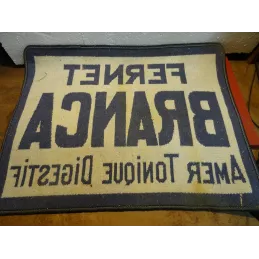 FERNET
BRANCA
AMER TONIQUE DIGESTIF